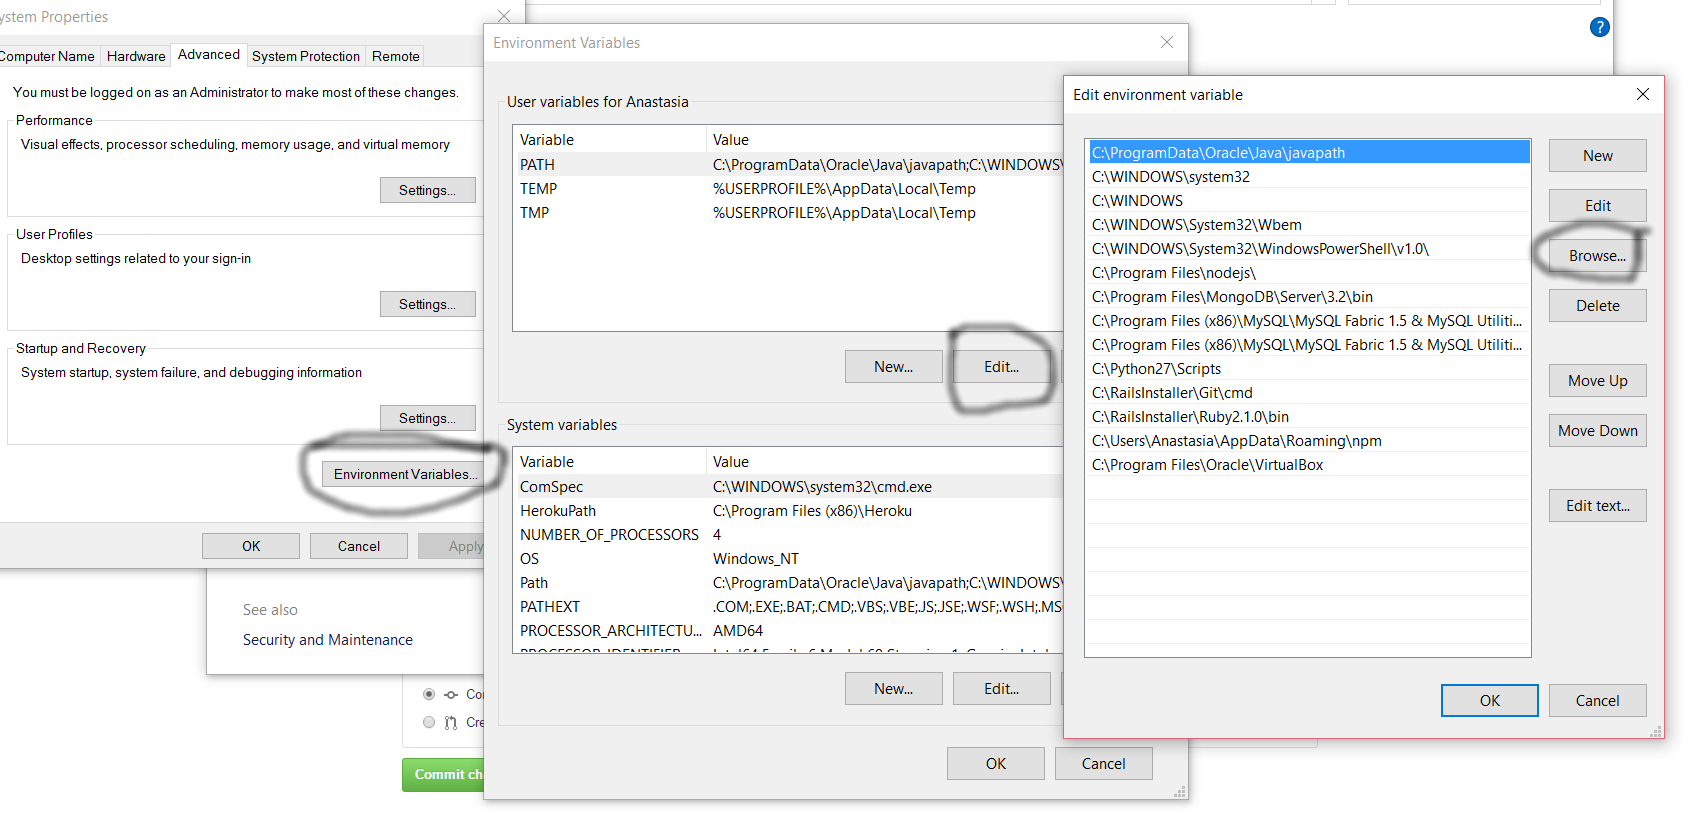 ystem Properties
Computer Name
Hardware
Advanced
System Protection
Remote
You must be logged on as an Administrator to make most of these changes.
Performance
Visual effects, processor scheduling, memory usage, and virtual memory
Settings...
User Profiles
Desktop settings related to your sign-in
Settings...
Startup and Recovery
System startup, system failure, and debugging information
Settings...
Environment Variables...
OK
Cancel
Apply
See also
Security and Maintenance
Commit
Environment Variables
User variables for Anastasia
Variable Value
PATH C:\ProgramData\Oracle\Java\javapath;C:\WINDOWS\
TEMP %USERPROFILE%\AppData\Local\Temp
TMP %USERPROFILE%\AppData\Local\Temp
New...
Edit...
System variables
Variable Value
ComSpec C:\WINDOWS\system32\cmd.exe
HerokuPath C:\Program Files (x86)\Heroku
NUMBER_OF_PROCESSORS 4
OS Windows_NT
Path C:\ProgramData\Oracle\Java\javapath;C:\WINDOWS\
PATHEXT .COM;.EXE;.BAT;.CMD;.VBS;.VBE;.JS;.JSE;.WSF;.WSH;.MS
PROCESSOR_ARCHITECTU... AMD64
New...
Edit...
OK
Cancel
?
Edit environment variable
C:\ProgramData\Oracle\Java\javapath
C:\WINDOWS\system32
C:\WINDOWS
C:\WINDOWS\System32\Wbem
C:\WINDOWS\System32\WindowsPowerShell\v1.0\
C:\Program Files\nodejs\
C:\Program Files\MongoDB\Server\3.2\bin
C:\Program Files (x86)\MySQL\MySQL Fabric 1.5 & MySQL Utiliti...
C:\Program Files (x86)\MySQL\MySQL Fabric 1.5 & MySQL Utiliti...
C:\Python27\Scripts
C:\RailsInstaller\Git\cmd
C:\RailsInstaller\Ruby2.1.0\bin
C:\Users\Anastasia\AppData\Roaming\npm
C:\Program Files\Oracle\VirtualBox
New
Edit
Browse...
Delete
Move Up
Move Down
Edit text...
OK
Cancel